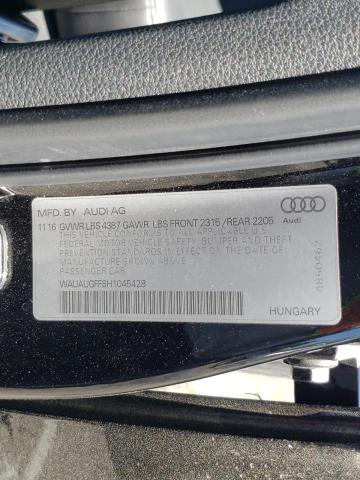 MFD. BY AUDI AG
11 16 GVWR LBS 4387 GAWR LBS FRONT 2315 / REAR 2205
THIS VEHICLE CONFORMS TO ALL APPLICABLE U.S.
FEDERAL MOTOR VEHICLE SAFETY, BUMPER AND THEFT
PREVENTION STANDARDS IN EFFECT ON THE DATE OF
MANUFACTURE SHOWN ABOVE.
PASSENGER CAR
WAUAUGFF8H1045428
Audi
4850462
HUNGARY